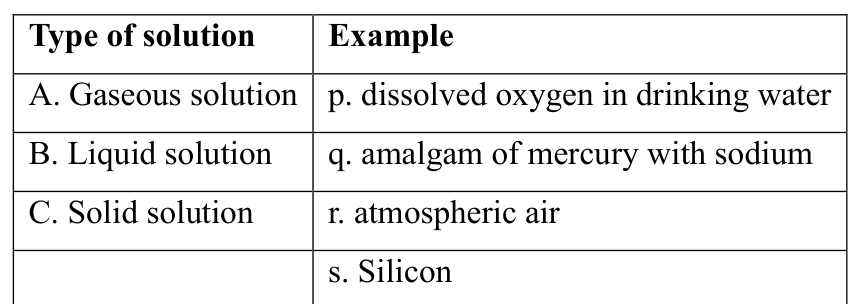 Type of solution Example
A. Gaseous solution p. dissolved oxygen in drinking water
B. Liquid solution q. amalgam of mercury with sodium
C. Solid solution r. atmospheric air
s. Silicon